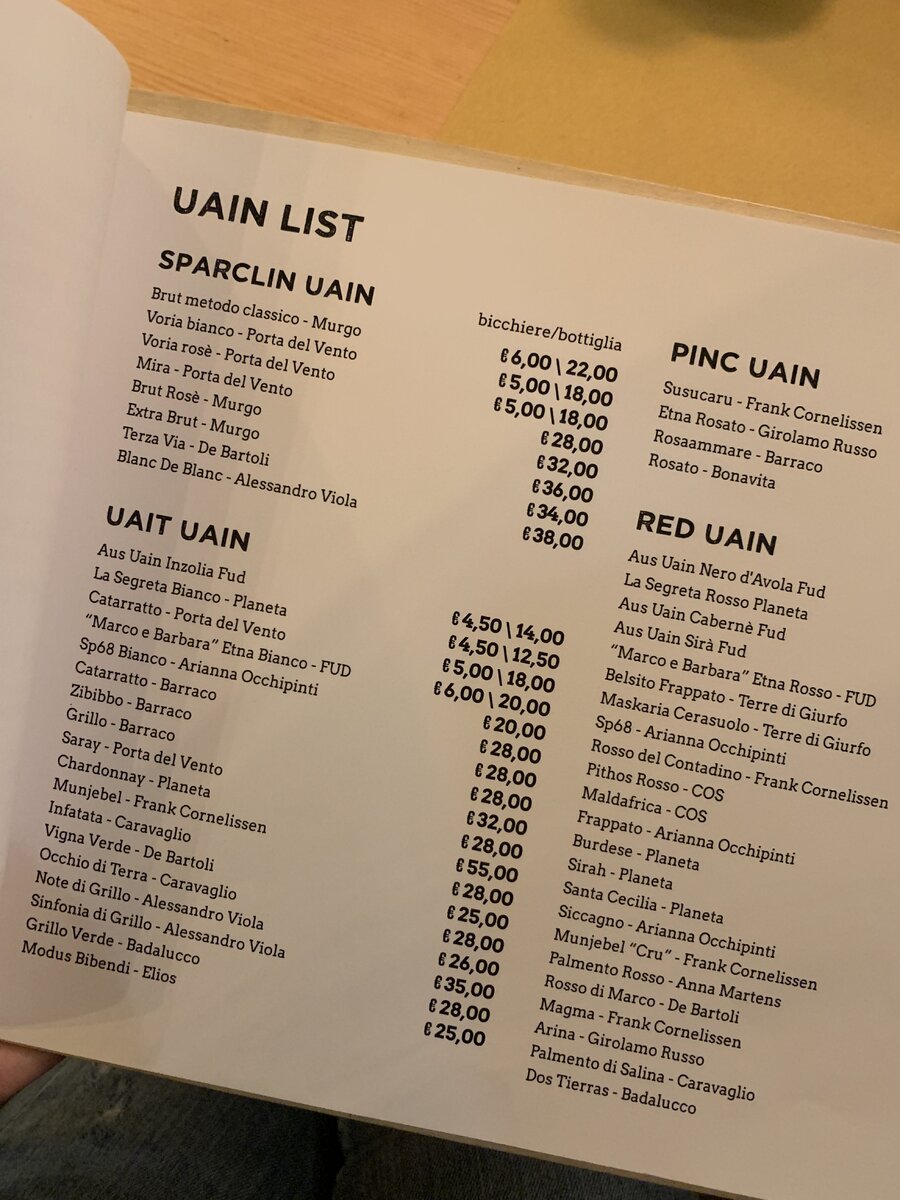 UAIN LIST
SPARCLIN UAIN
bicchiere/bottiglia
Brut metodo classico - Murgo € 6,00 \ 22,00
Voria bianco - Porta del Vento € 5,00 \ 18,00
Voria rosè - Porta del Vento € 5,00 \ 18,00
Mira - Porta del Vento € 28,00
Brut Rosè - Murgo € 32,00
Extra Brut - Murgo € 36,00
Terza Via - De Bartoli € 34,00
Blanc De Blanc - Alessandro Viola € 38,00
UAIT UAIN
Aus Uain Inzolia Fud € 4,50 \ 14,00
La Segreta Bianco - Planeta € 4,50 \ 12,50
Catarratto - Porta del Vento € 5,00 \ 18,00
“Marco e Barbara” Etna Bianco - FUD € 6,00 \ 20,00
Sp68 Bianco - Arianna Occhipinti € 20,00
Catarratto - Barraco € 28,00
Zibibbo - Barraco € 28,00
Grillo - Barraco € 28,00
Saray - Porta del Vento € 32,00
Chardonnay - Planeta € 28,00
Munjebel - Frank Cornelissen € 55,00
Infatata - Caravaglio € 28,00
Vigna Verde - De Bartoli € 25,00
Occhio di Terra - Caravaglio € 28,00
Note di Grillo - Alessandro Viola € 26,00
Sinfonia di Grillo - Alessandro Viola € 35,00
Grillo Verde - Badalucco € 28,00
Modus Bibendi - Elios € 25,00
PINC UAIN
Susucaru - Frank Cornelissen
Etna Rosato - Girolamo Russo
Rosaammare - Barraco
Rosato - Bonavita
RED UAIN
Aus Uain Nero d'Avola Fud
La Segreta Rosso Planeta
Aus Uain Cabernè Fud
Aus Uain Sirà Fud
“Marco e Barbara” Etna Rosso - FUD
Belsito Frappato - Terre di Giurfo
Maskaria Cerasuolo - Terre di Giurfo
Sp68 - Arianna Occhipinti
Rosso del Contadino - Frank Cornelissen
Pithos Rosso - COS
Maldafrica - COS
Frappato - Arianna Occhipinti
Burdese - Planeta
Sirah - Planeta
Santa Cecilia - Planeta
Siccagno - Arianna Occhipinti
Munjebel “Cru” - Frank Cornelissen
Palmento Rosso - Anna Martens
Rosso di Marco - De Bartoli
Magma - Frank Cornelissen
Arina - Girolamo Russo
Palmento di Salina - Caravaglio
Dos Tierras - Badalucco